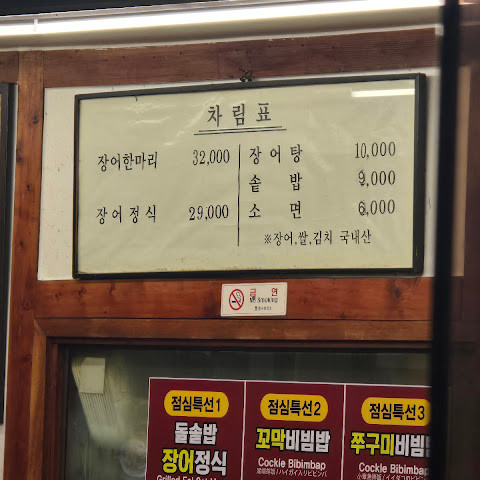 차림표
장어한마리 32,000
장어정식 29,000
장어탕 10,000
솥밥 9,000
소면 6,000
※장어,쌀,김치 국내산
금연
No Smoking
점심특선1
돌솥밥
장어정식
점심특선2
꼬막비빔밥
Cockle Bibimbap
점심특선3
쭈구미비빔밥
Cockle Bibimbap